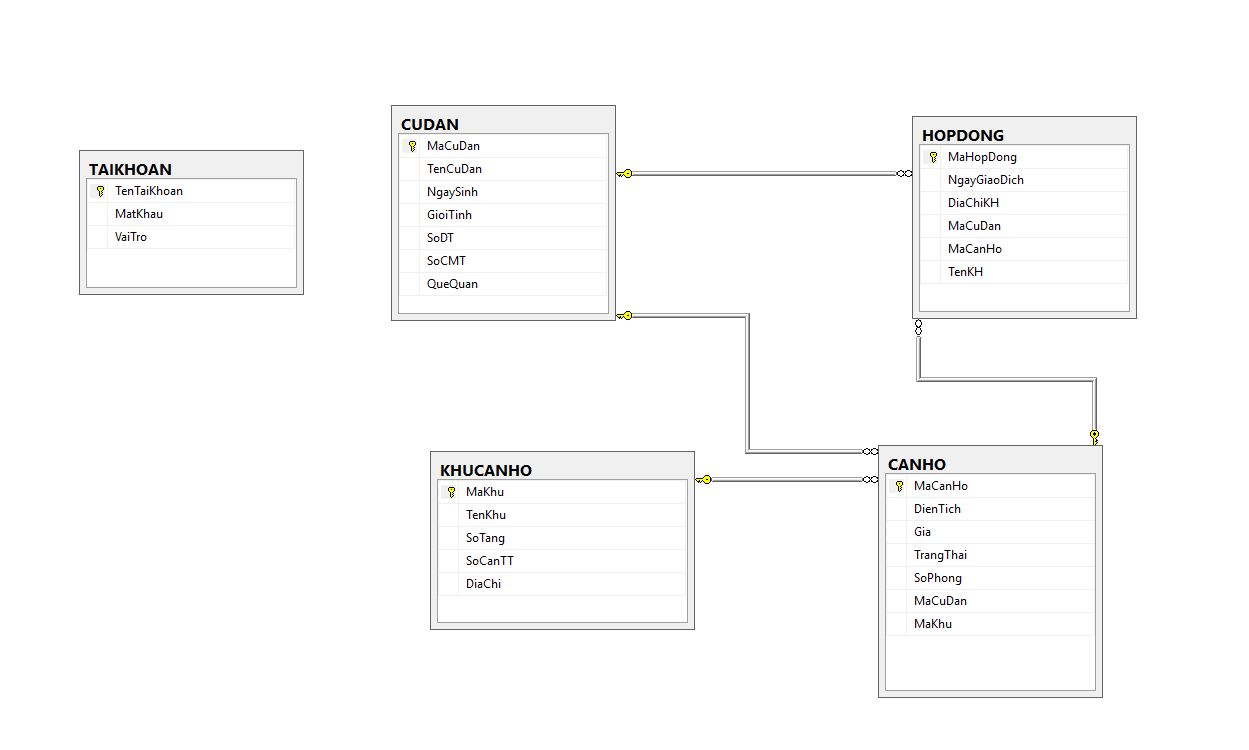 TAIKHOAN
TenTaiKhoan
MatKhau
VaiTro
CUDAN
MaCuDan
TenCuDan
NgaySinh
GioiTinh
SoDT
SoCMT
QueQuan
HOPDONG
MaHopDong
NgayGiaoDich
DiaChiKH
MaCuDan
MaCanHo
TenKH
KHUCANHO
MaKhu
TenKhu
SoTang
SoCanTT
DiaChi
CANHO
MaCanHo
DienTich
Gia
TrangThai
SoPhong
MaCuDan
MaKhu